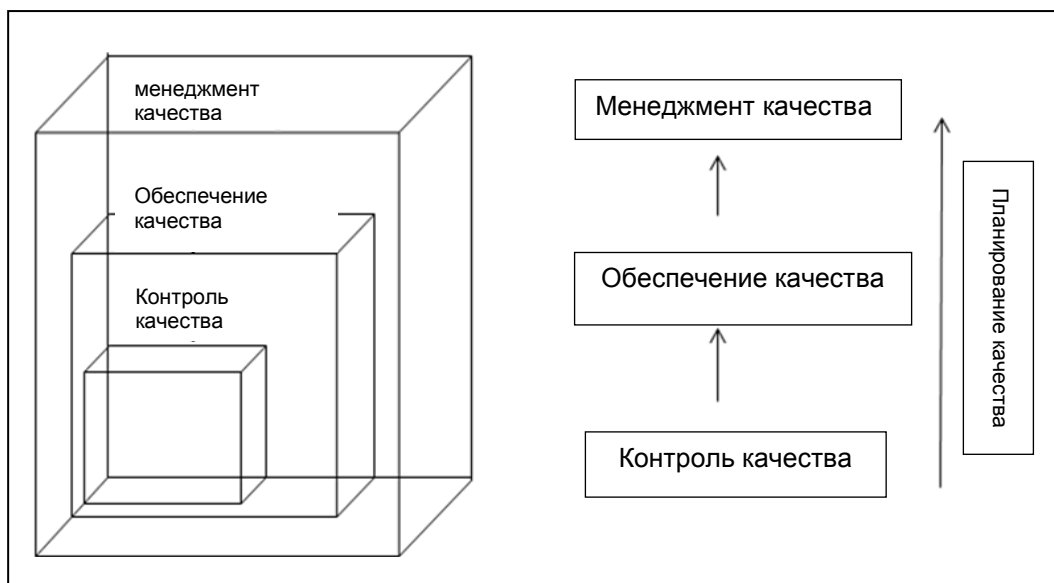 менеджмент
качества
Обеспечение
качества
Контроль
качества
Менеджмент качества
Обеспечение качества
Контроль качества
Планирование качества